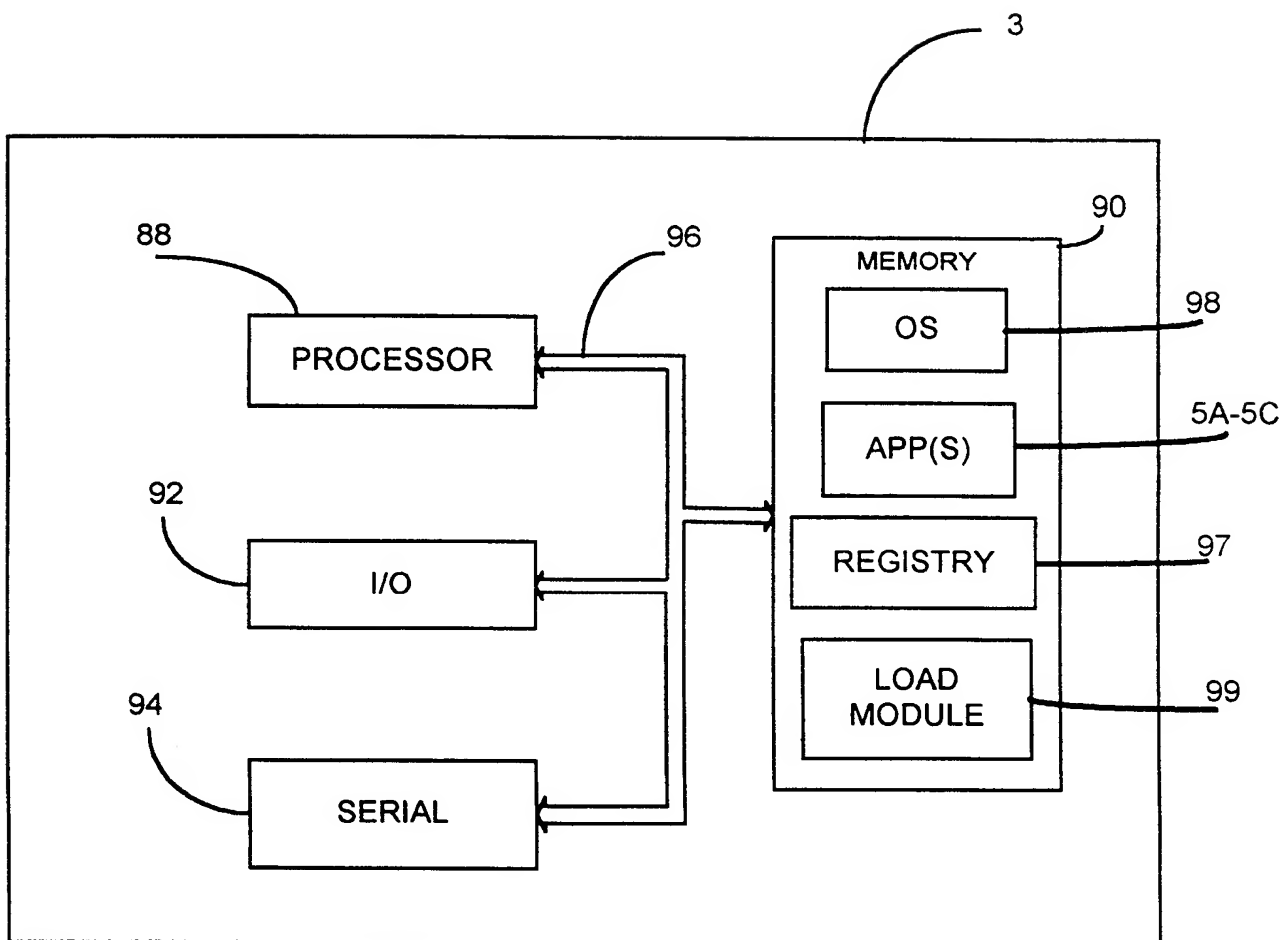 3
88
96
90
MEMORY
PROCESSOR
OS
98
APP(S)
5A-5C
92
I/O
REGISTRY
97
94
LOAD
MODULE
99
SERIAL